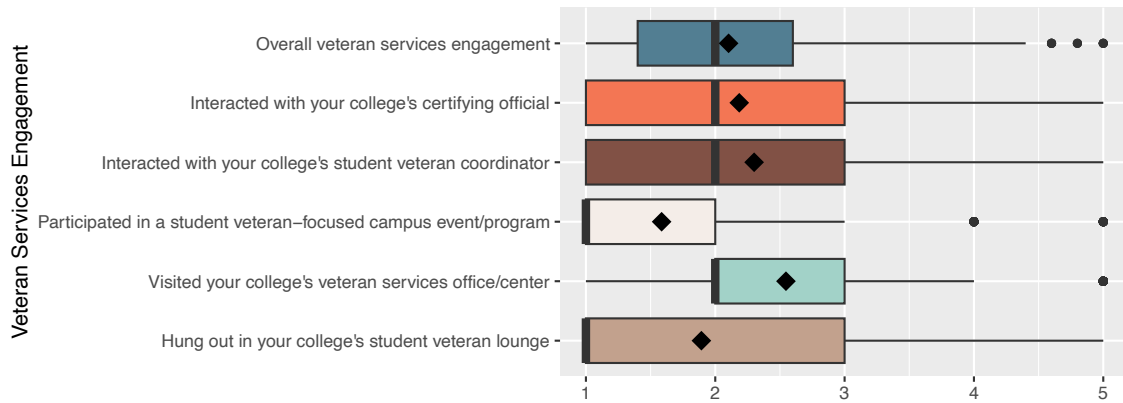 Veteran Services Engagement
Overall veteran services engagement
Interacted with your college's certifying official
Interacted with your college's student veteran coordinator
Participated in a student veteran−focused campus event/program
Visited your college's veteran services office/center
Hung out in your college's student veteran lounge
1 2 3 4 5